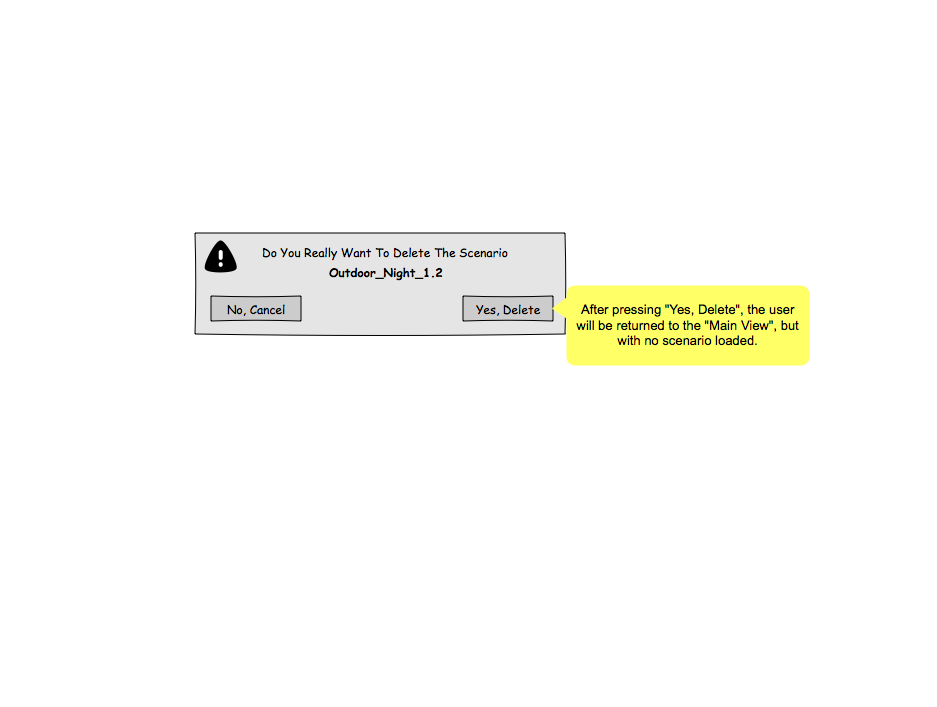 Do You Really Want To Delete The Scenario
Outdoor_Night_1.2
No, Cancel
Yes, Delete
After pressing "Yes, Delete", the user
will be returned to the "Main View", but
with no scenario loaded.